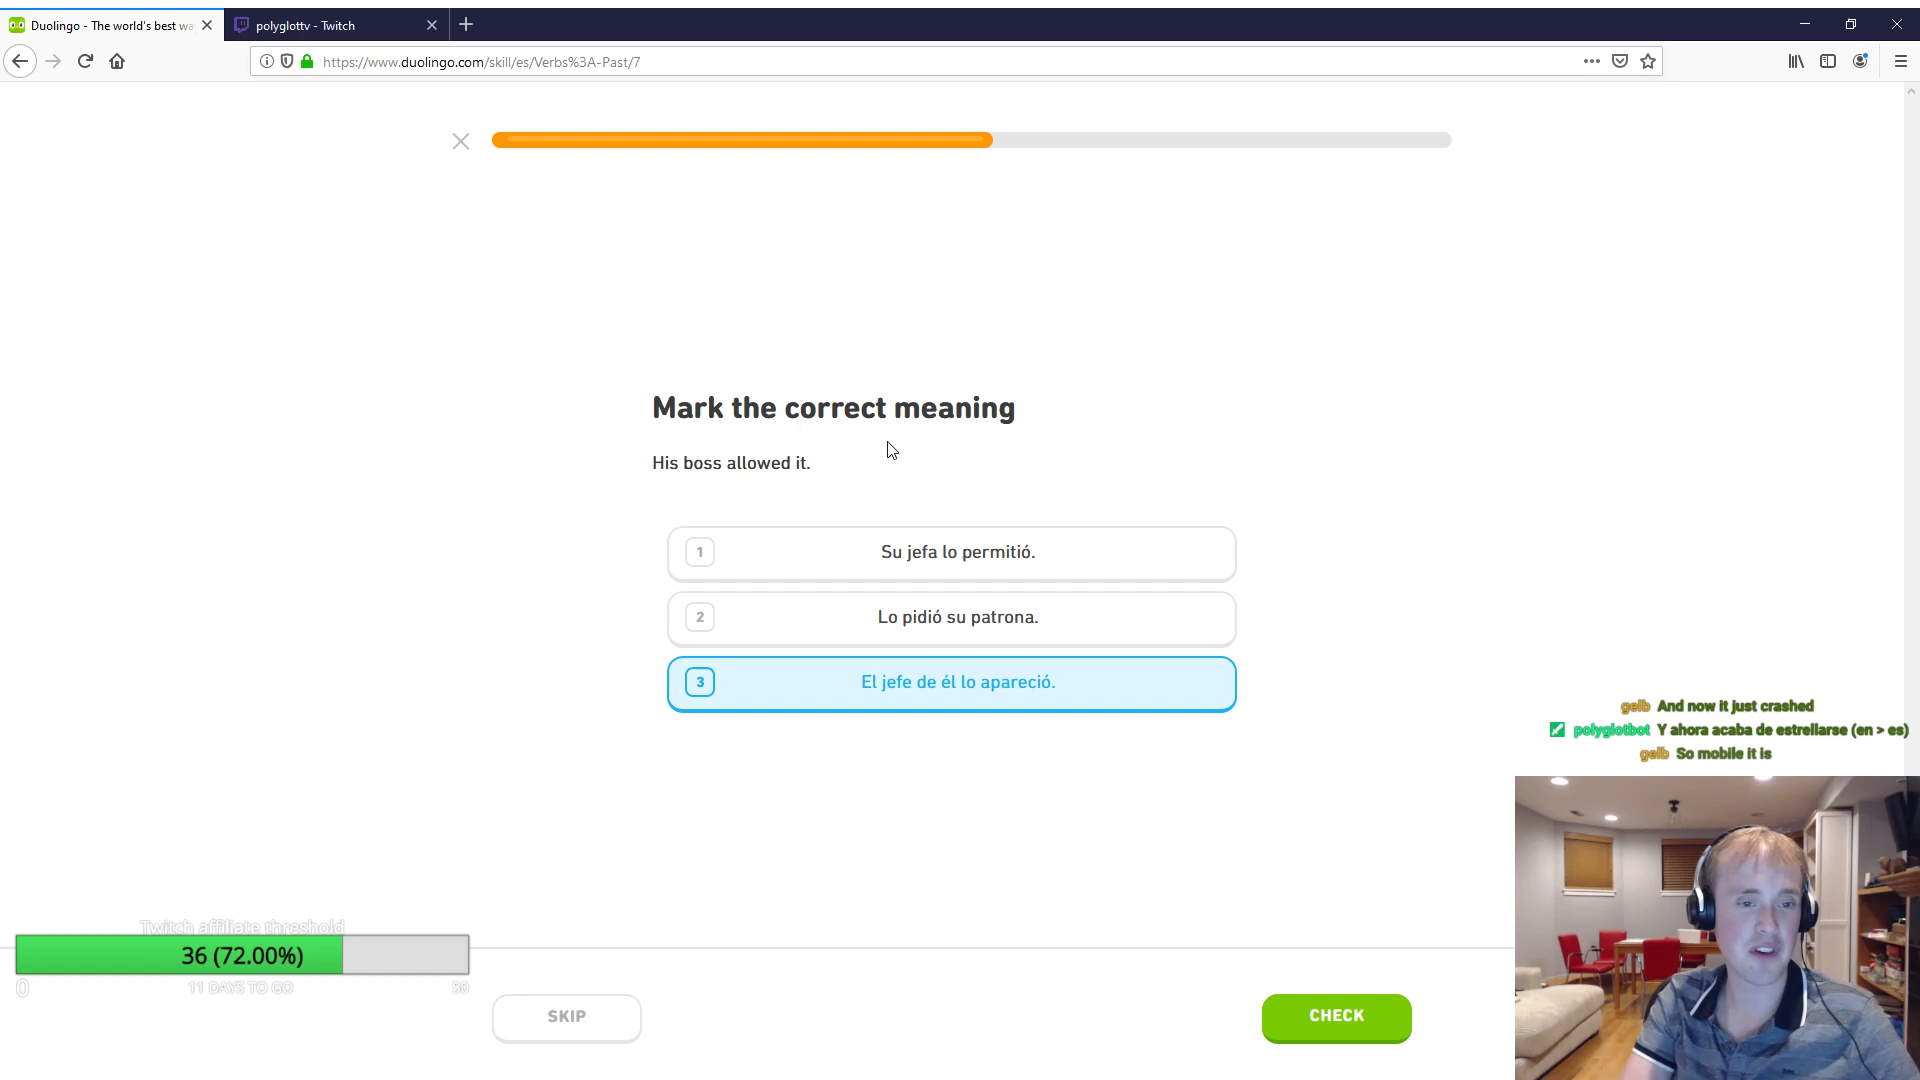 Duolingo - The world's best wa
polyglottv - Twitch
https://www.duolingo.com/skill/es/Verbs%3A-Past/7
Mark the correct meaning
His boss allowed it.
1 Su jefa lo permitió.
2 Lo pidió su patrona.
3 El jefe de él lo apareció.
gelb And now it just crashed
polyglotbot Y ahora acaba de estrellarse (en > es)
gelb So mobile it is
Twitch affiliate threshold
36 (72.00%)
0 11 DAYS TO GO 50
SKIP
CHECK